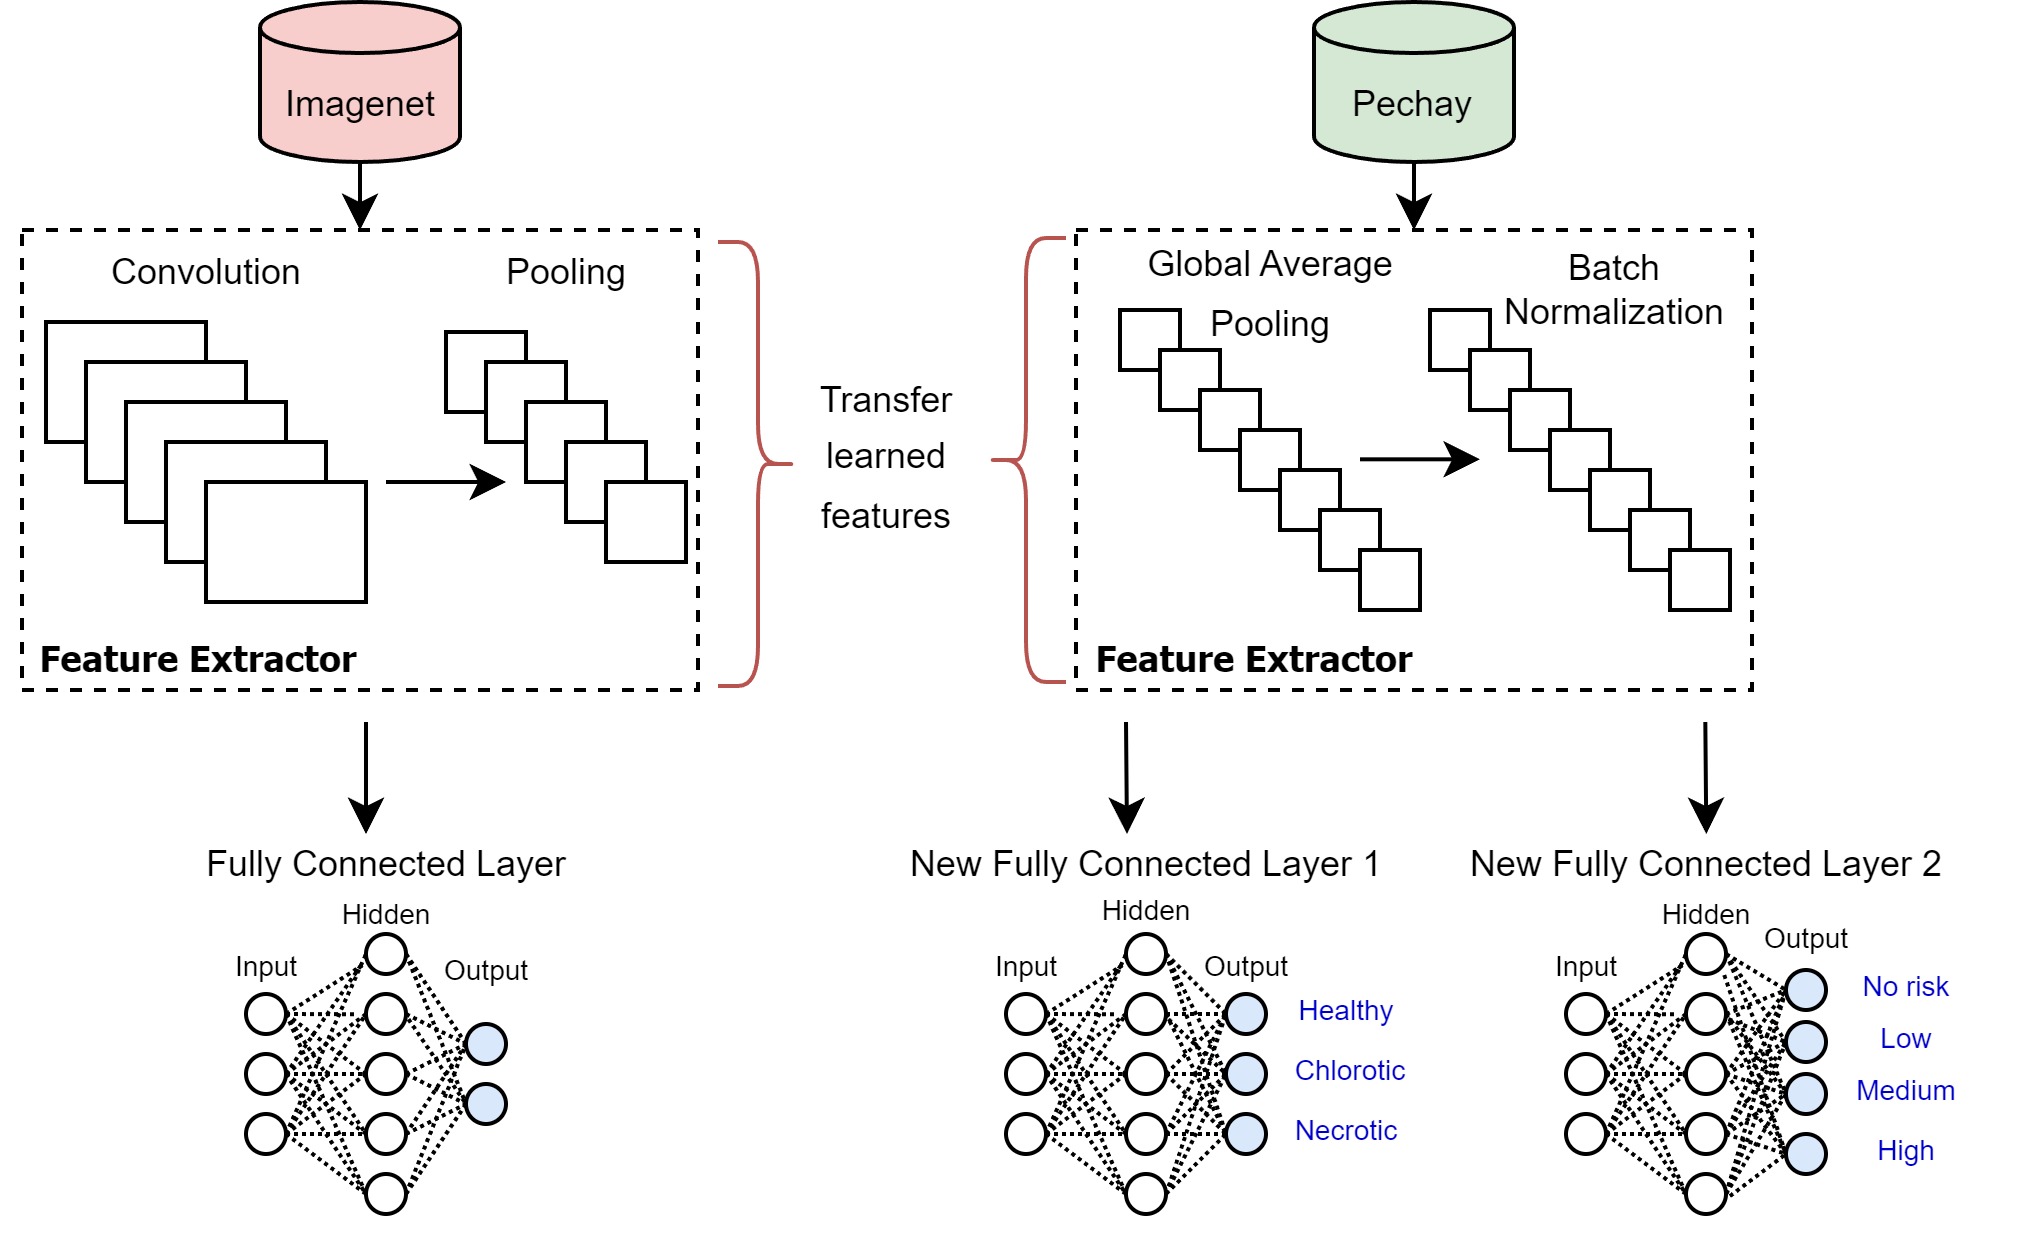 Imagenet
Pechay
Convolution
Pooling
Feature Extractor
Transfer
learned
features
Global Average
Pooling
Batch
Normalization
Feature Extractor
Fully Connected Layer
Hidden
Input
Output
New Fully Connected Layer 1
Hidden
Input
Output
Healthy
Chlorotic
Necrotic
New Fully Connected Layer 2
Hidden
Output
Input
No risk
Low
Medium
High